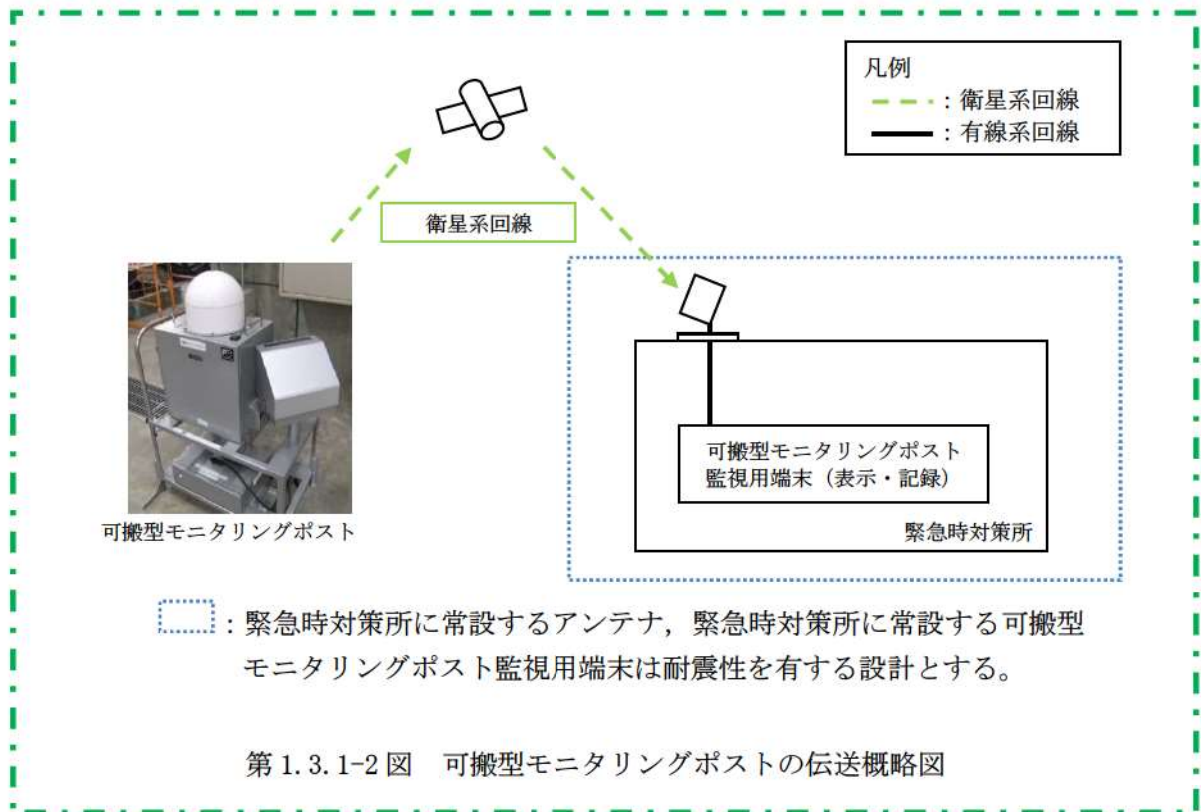 凡例
：衛星系回線
：有線系回線
衛星系回線
可搬型モニタリングポスト
監視用端末（表示・記録）
緊急時対策所
可搬型モニタリングポスト
：緊急時対策所に常設するアンテナ，緊急時対策所に常設する可搬型
モニタリングポスト監視用端末は耐震性を有する設計とする。
第 1.3.1-2 図　可搬型モニタリングポストの伝送概略図